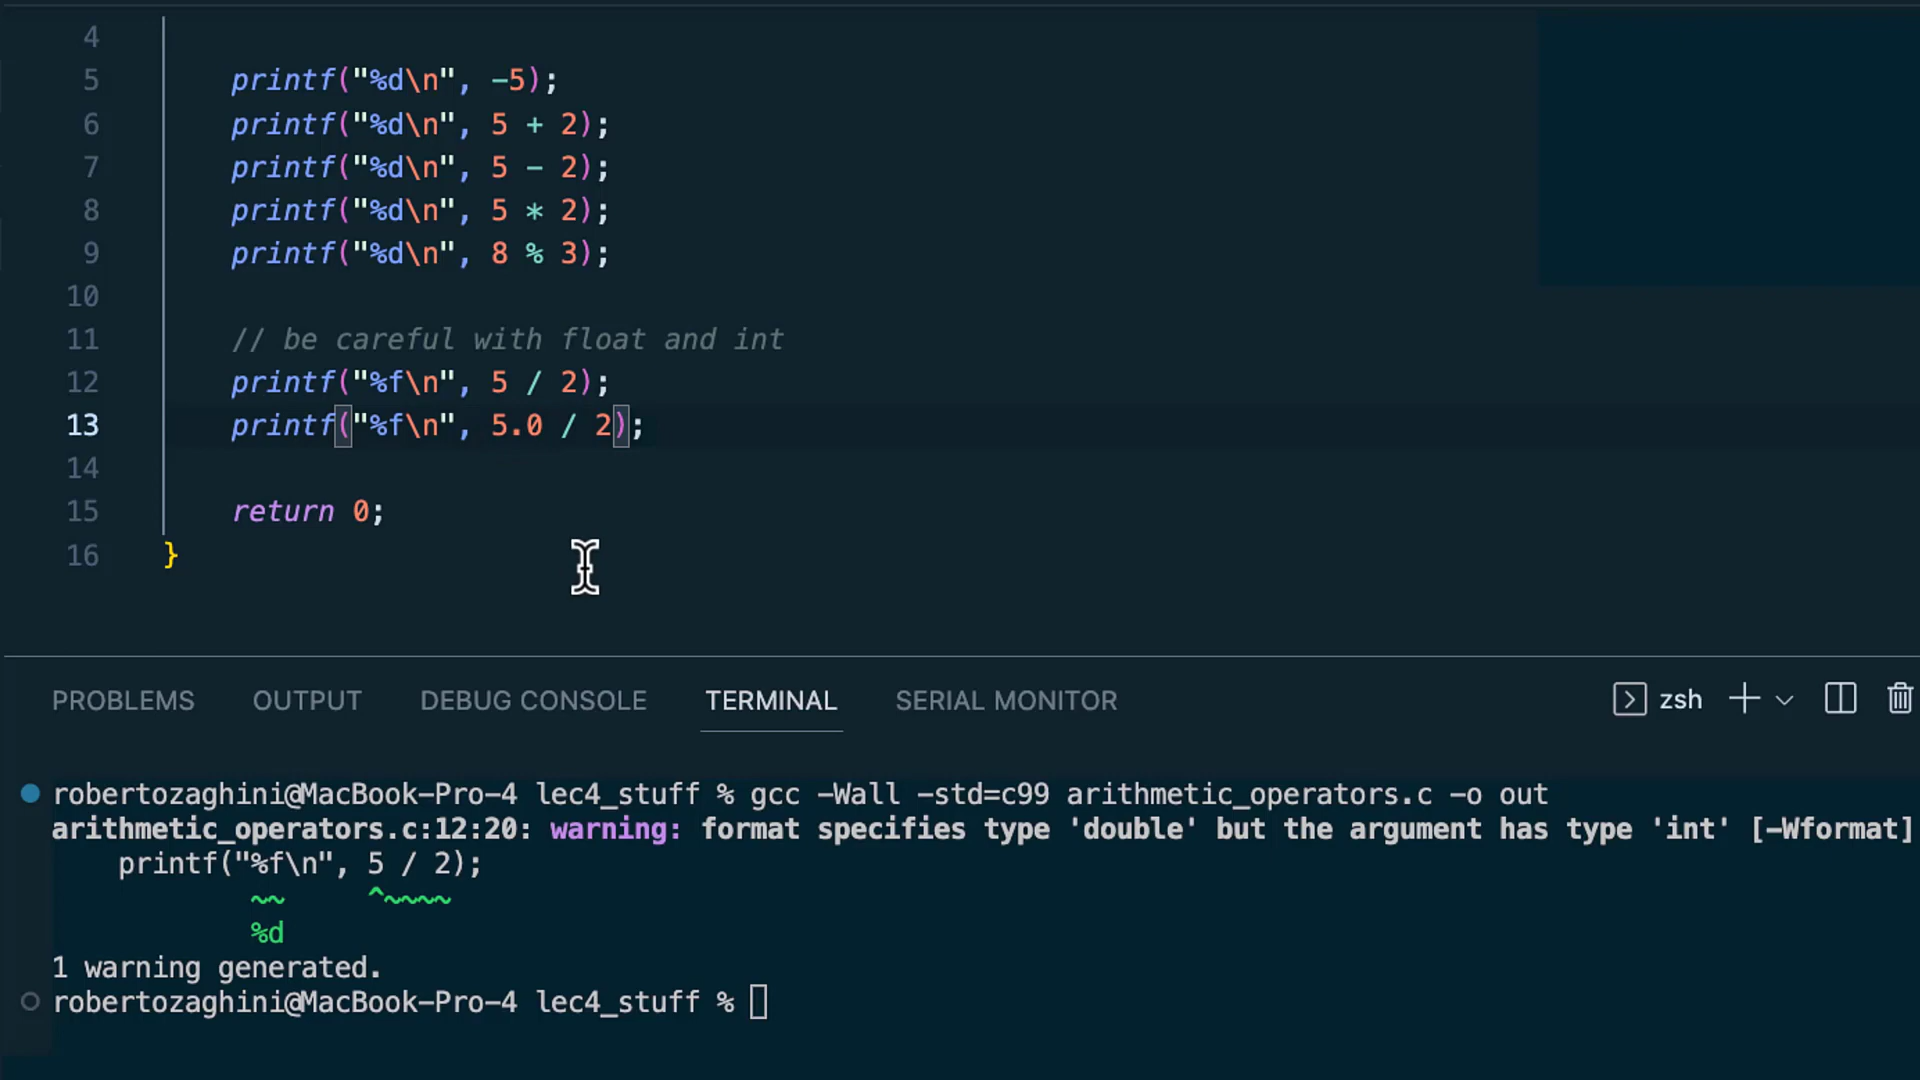 4
5 printf("%d\n", -5);
6 printf("%d\n", 5 + 2);
7 printf("%d\n", 5 - 2);
8 printf("%d\n", 5 * 2);
9 printf("%d\n", 8 % 3);
10
11 // be careful with float and int
12 printf("%f\n", 5 / 2);
13 printf("%f\n", 5.0 / 2);
14
15 return 0;
16 }
PROBLEMS OUTPUT DEBUG CONSOLE TERMINAL SERIAL MONITOR zsh
robertozaghini@MacBook-Pro-4 lec4_stuff % gcc -Wall -std=c99 arithmetic_operators.c -o out
arithmetic_operators.c:12:20: warning: format specifies type 'double' but the argument has type 'int' [-Wformat]
printf("%f\n", 5 / 2);
~~ ^~~~~
%d
1 warning generated.
robertozaghini@MacBook-Pro-4 lec4_stuff %